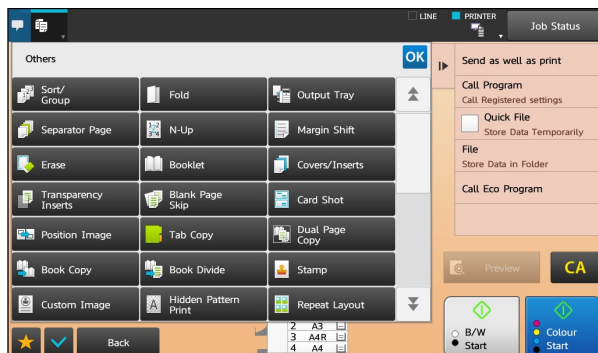 LINE
PRINTER
Job Status
Others
OK
Sort/
Group
Fold
Output Tray
Separator Page
N-Up
Margin Shift
Erase
Booklet
Covers/Inserts
Transparency
Inserts
Blank Page
Skip
Card Shot
Position Image
Tab Copy
Dual Page
Copy
Book Copy
Book Divide
Stamp
Custom Image
Hidden Pattern
Print
Repeat Layout
Back
2 A3
3 A4R
4 A4
Send as well as print
Call Program
Call Registered settings
Quick File
Store Data Temporarily
File
Store Data in Folder
Call Eco Program
Preview
CA
B/W
Start
Colour
Start